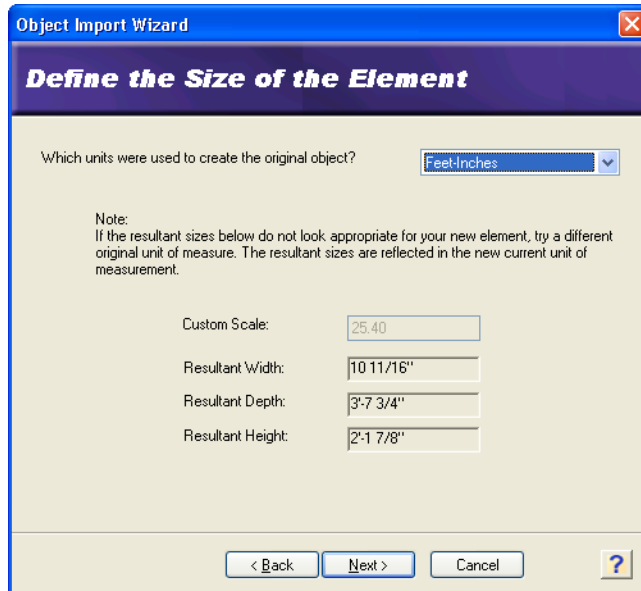 Object Import Wizard
Define the Size of the Element
Which units were used to create the original object?
Feet-Inches
Note:
If the resultant sizes below do not look appropriate for your new element, try a different
original unit of measure. The resultant sizes are reflected in the new current unit of
measurement.
Custom Scale:
25.40
Resultant Width:
10 11/16"
Resultant Depth:
3'-7 3/4"
Resultant Height:
2'-1 7/8"
< Back
Next >
Cancel
?